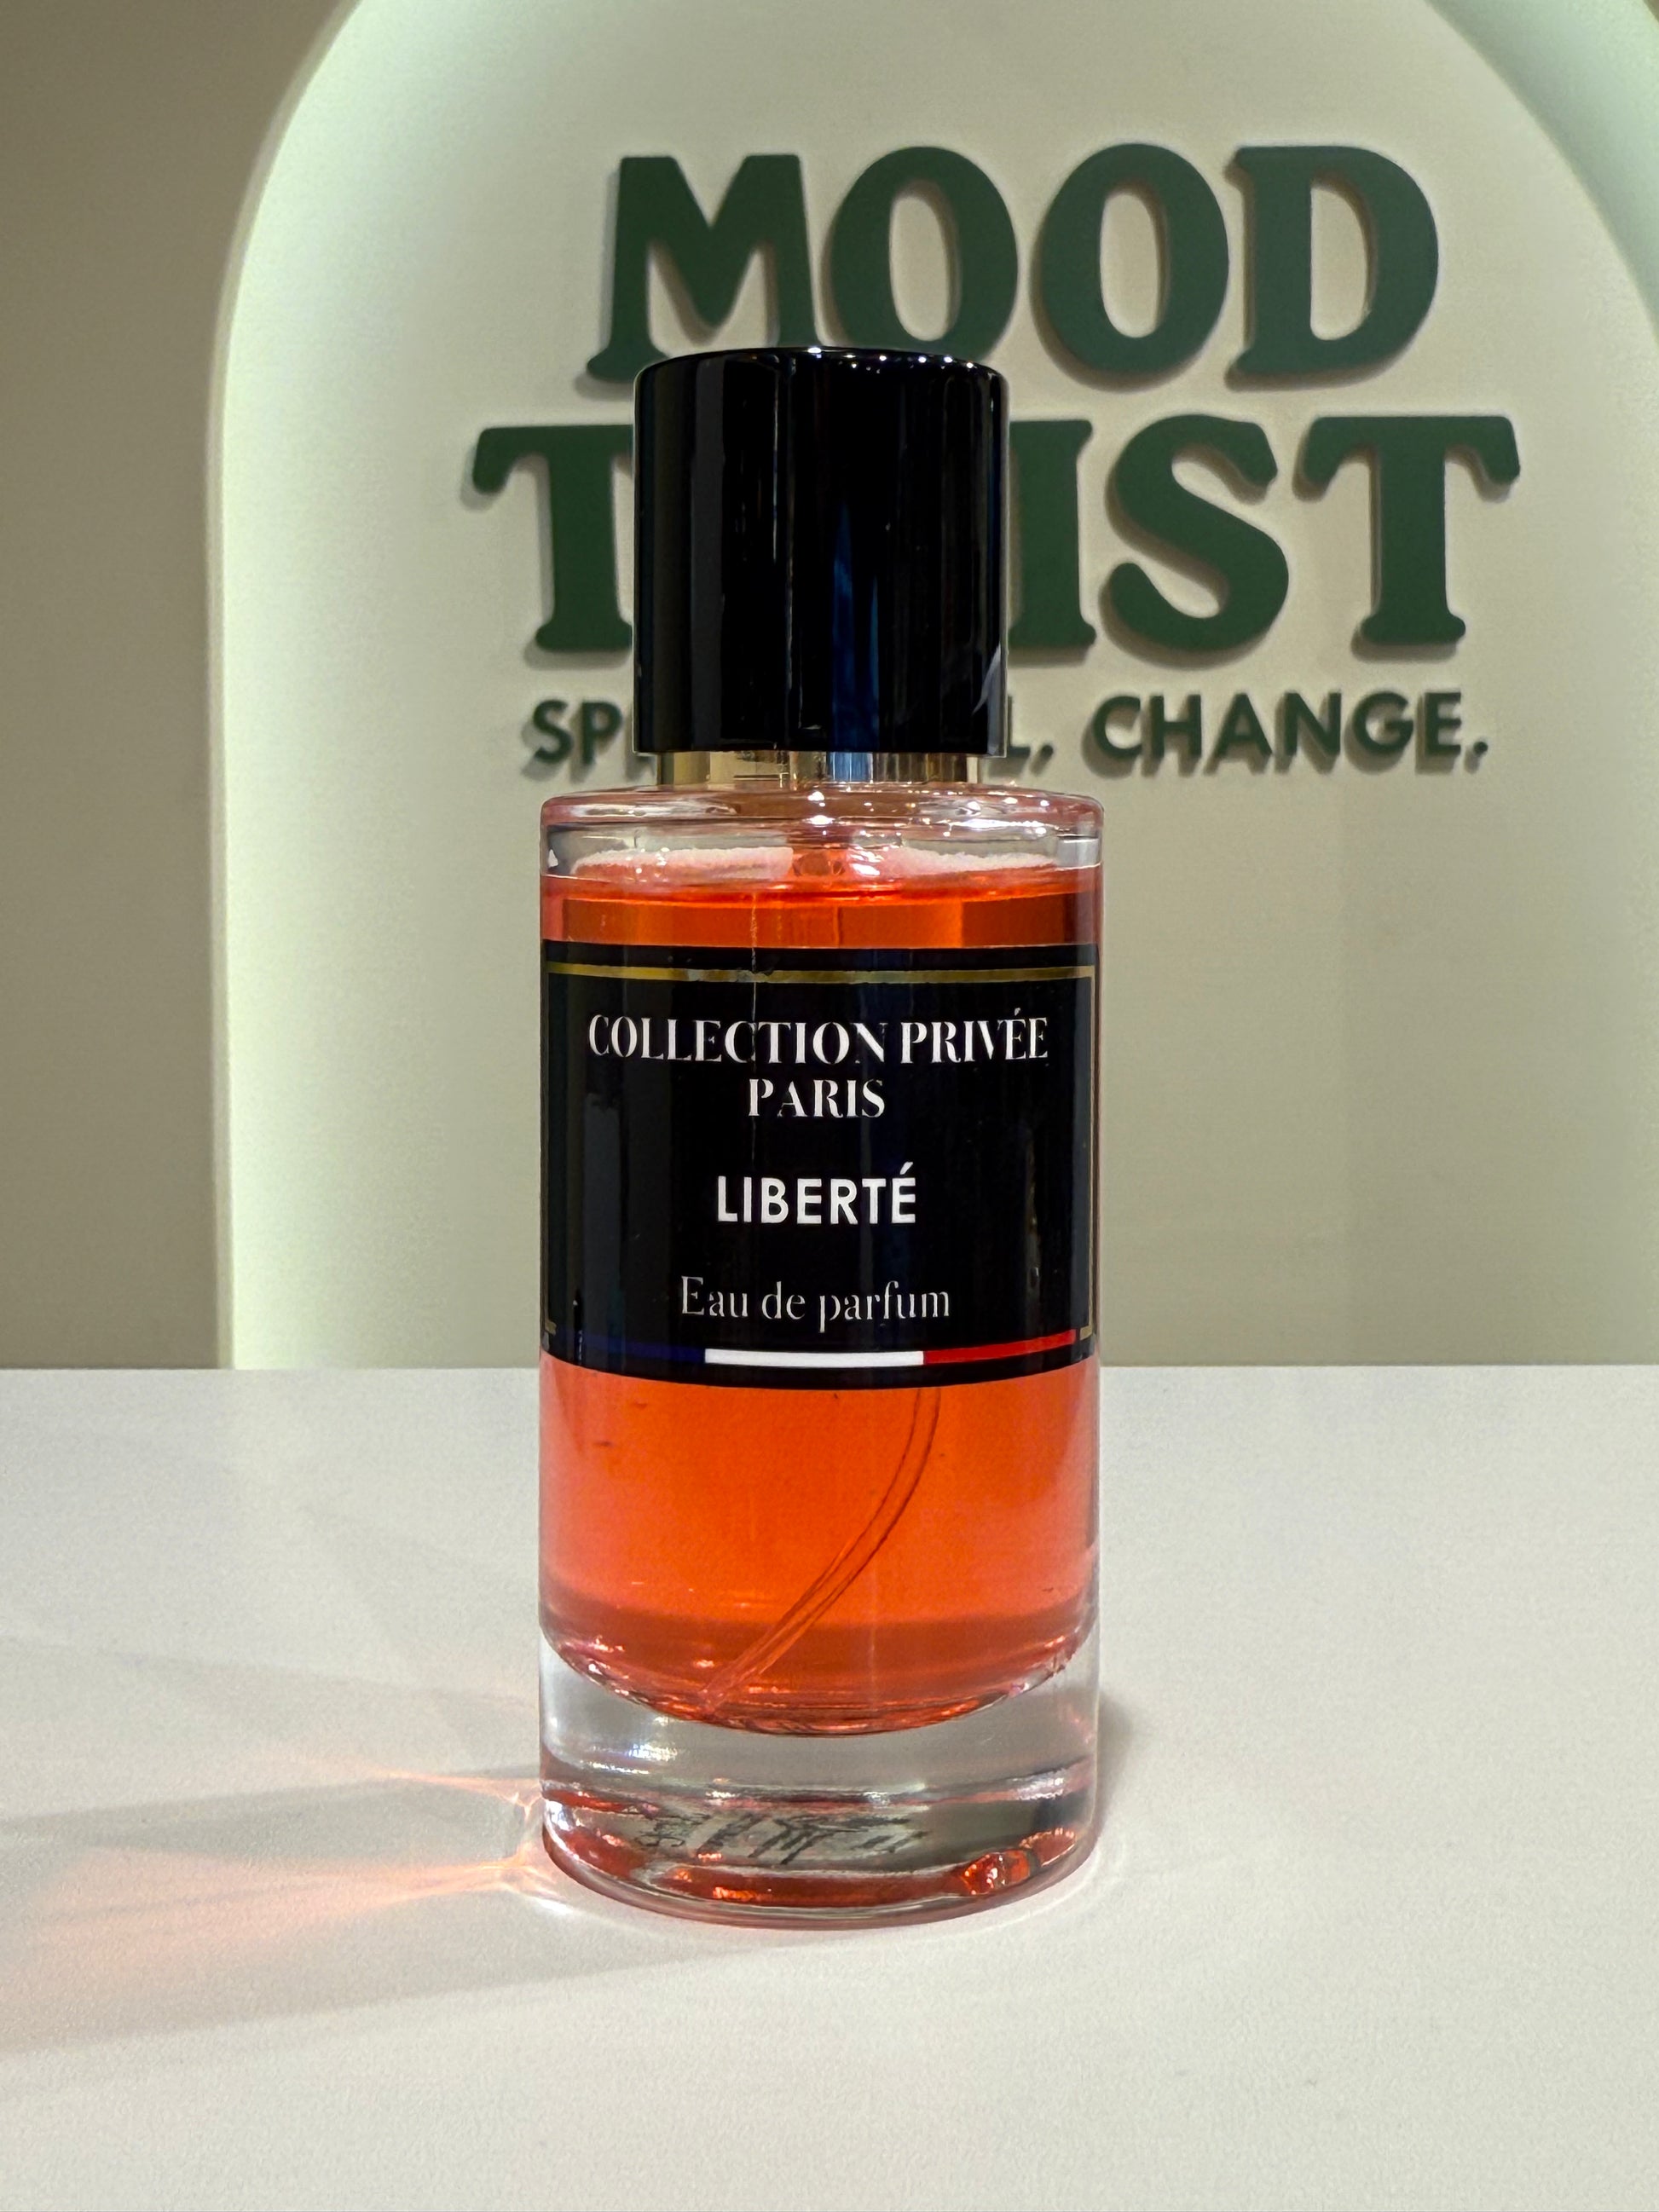 MOOD
CHANGE.
COLLECTION PRIVÉE
PARIS
LIBERTÉ
Eau de parfum